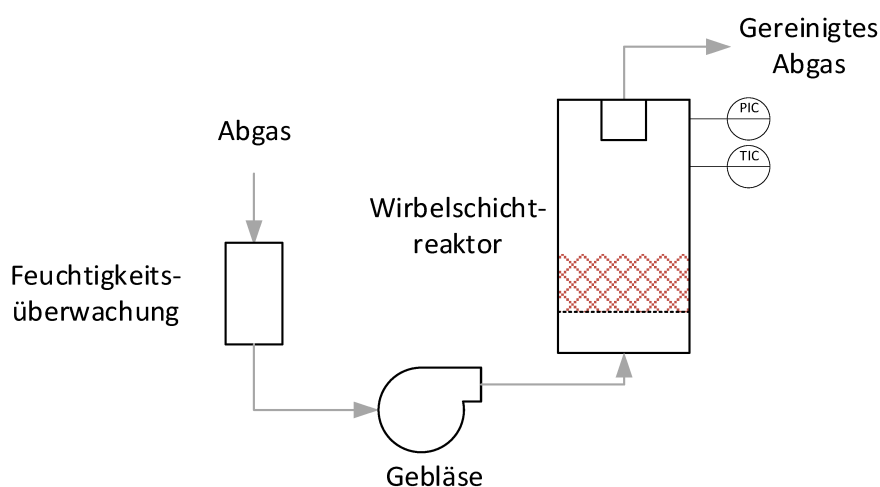 Gereinigtes
Abgas
PIC
TIC
Abgas
Wirbelschicht-
reaktor
Feuchtigkeits-
überwachung
Gebläse